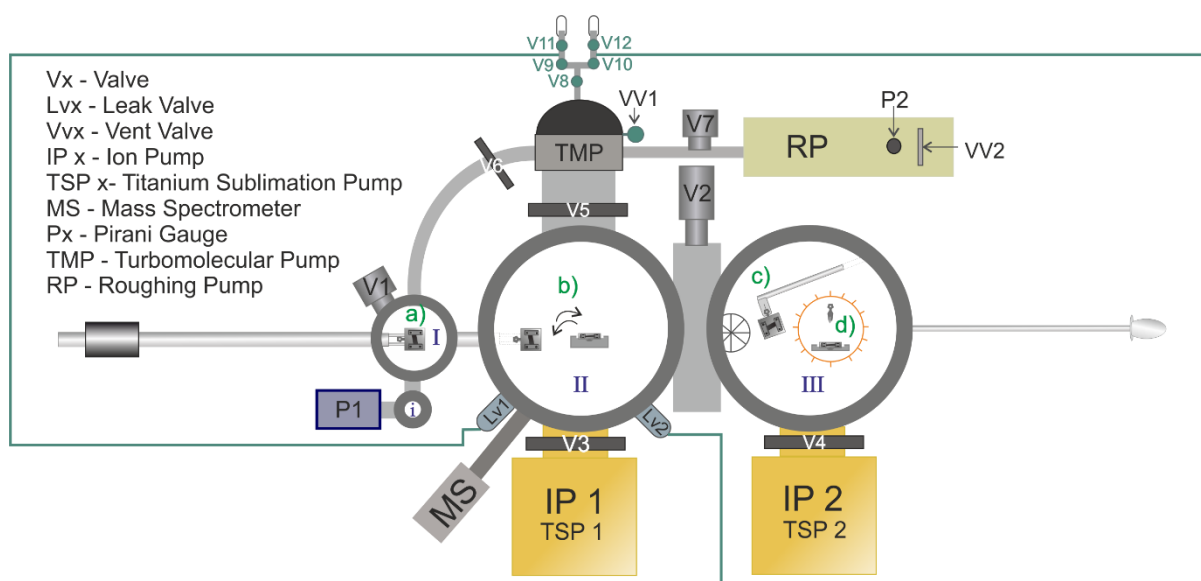 V11
V12
V9
V10
V8
Vx - Valve
Lvx - Leak Valve
Vvx - Vent Valve
IP x - Ion Pump
TSP x- Titanium Sublimation Pump
MS - Mass Spectrometer
Px - Pirani Gauge
TMP - Turbomolecular Pump
RP - Roughing Pump
VV1
V7
P2
RP
VV2
TMP
V6
V2
V5
V1
a)
I
b)
II
c)
d)
III
P1
i
Lv1
Lv2
V3
V4
MS
IP 1
TSP 1
IP 2
TSP 2